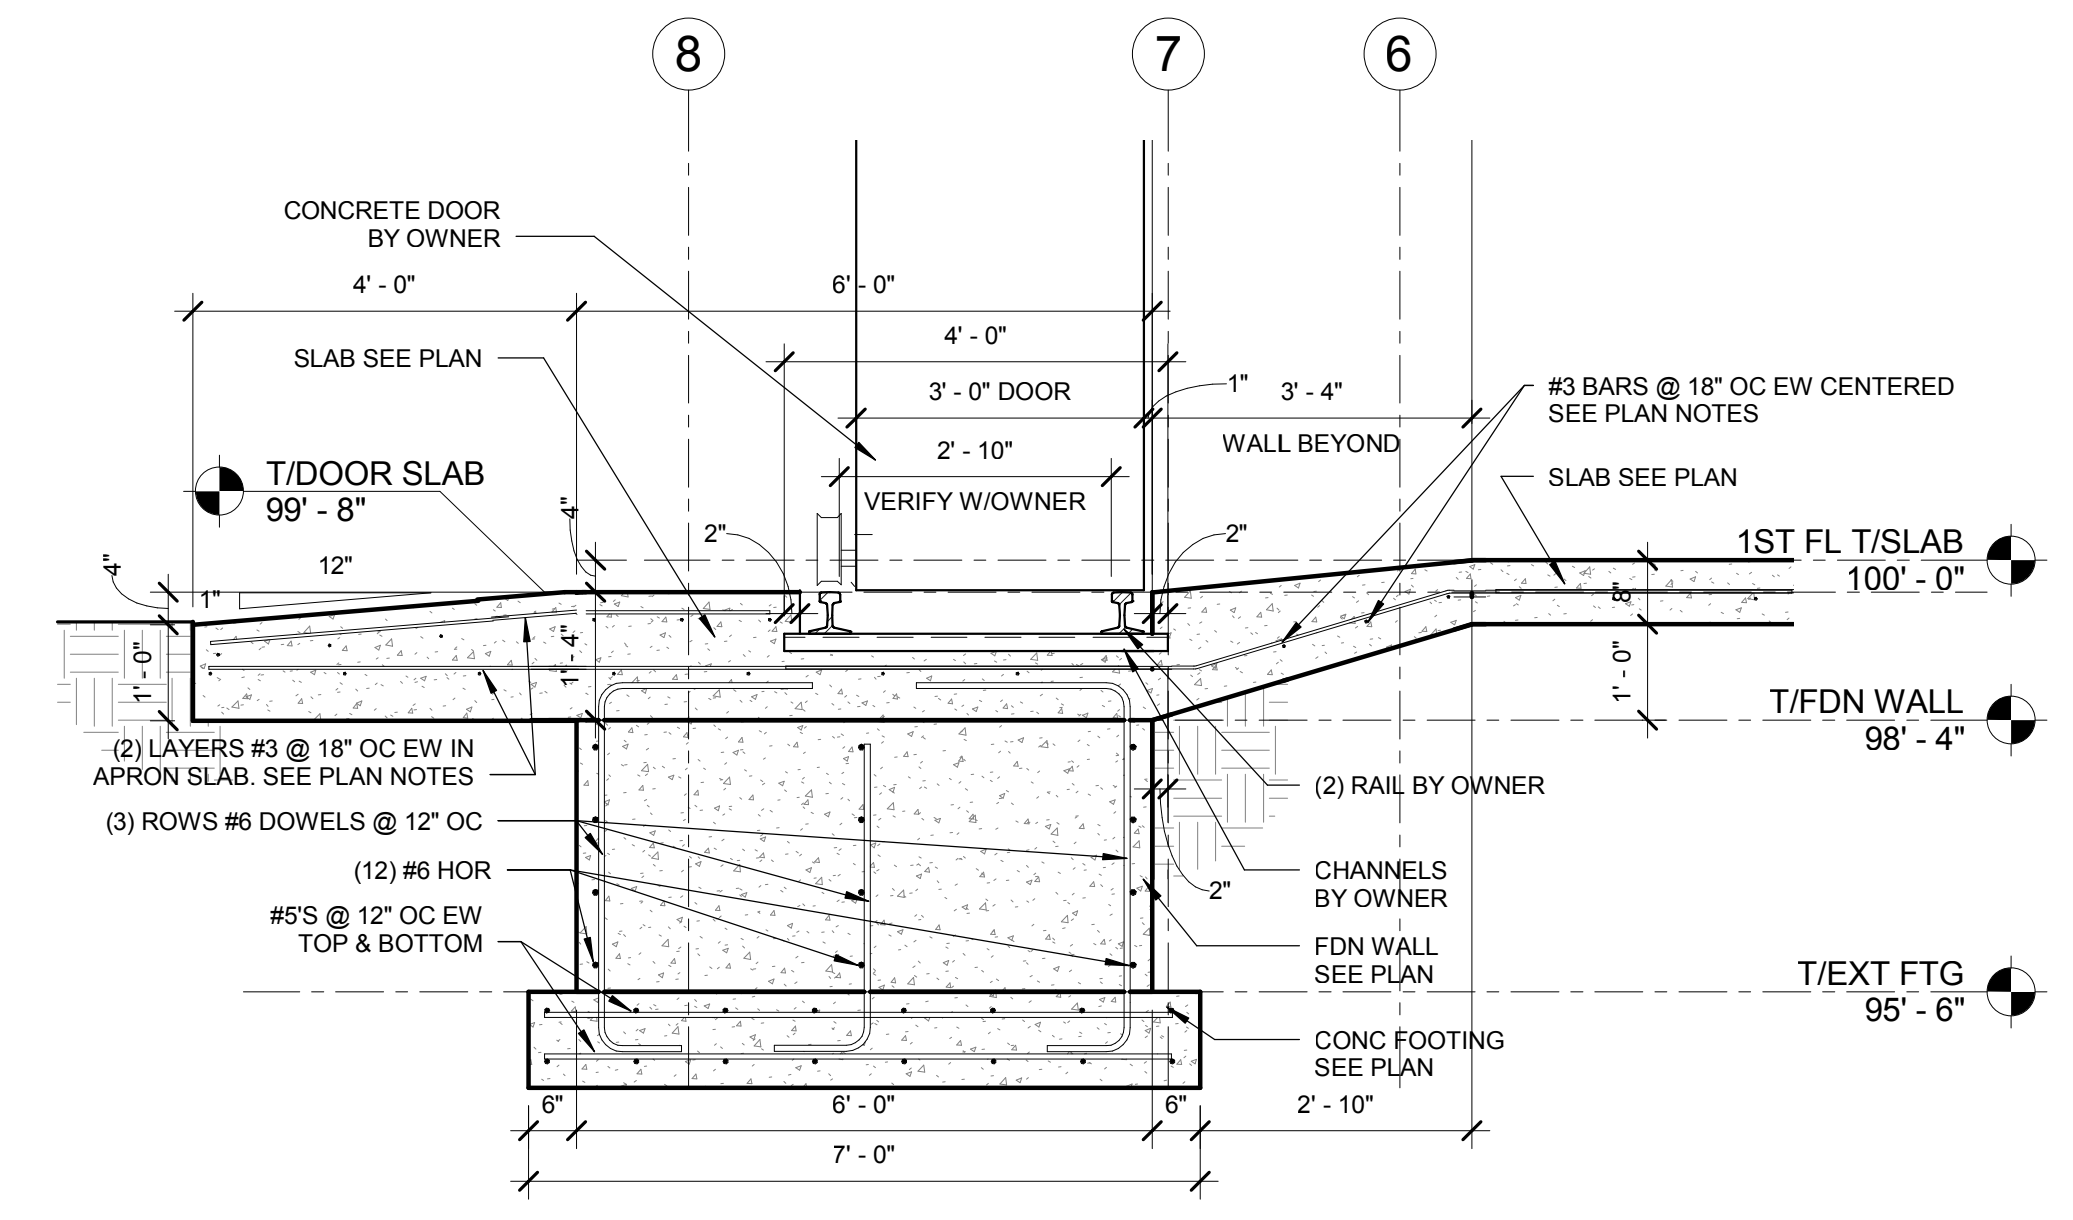 8
7
6
CONCRETE DOOR
BY OWNER
4' - 0"
6' - 0"
4' - 0"
SLAB SEE PLAN
3' - 0" DOOR
1"
3' - 4"
#3 BARS @ 18" OC EW CENTERED
SEE PLAN NOTES
WALL BEYOND
2' - 10"
VERIFY W/OWNER
SLAB SEE PLAN
T/DOOR SLAB
99' - 8"
4"
2"
2"
1ST FL T/SLAB
100' - 0"
4"
12"
1"
8"
1' - 0"
1' - 4"
1' - 0"
T/FDN WALL
98' - 4"
(2) LAYERS #3 @ 18" OC EW IN
APRON SLAB. SEE PLAN NOTES
(2) RAIL BY OWNER
(3) ROWS #6 DOWELS @ 12" OC
(12) #6 HOR
CHANNELS
BY OWNER
2"
#5'S @ 12" OC EW
TOP & BOTTOM
FDN WALL
SEE PLAN
T/EXT FTG
95' - 6"
CONC FOOTING
SEE PLAN
6"
6' - 0"
6"
2' - 10"
7' - 0"